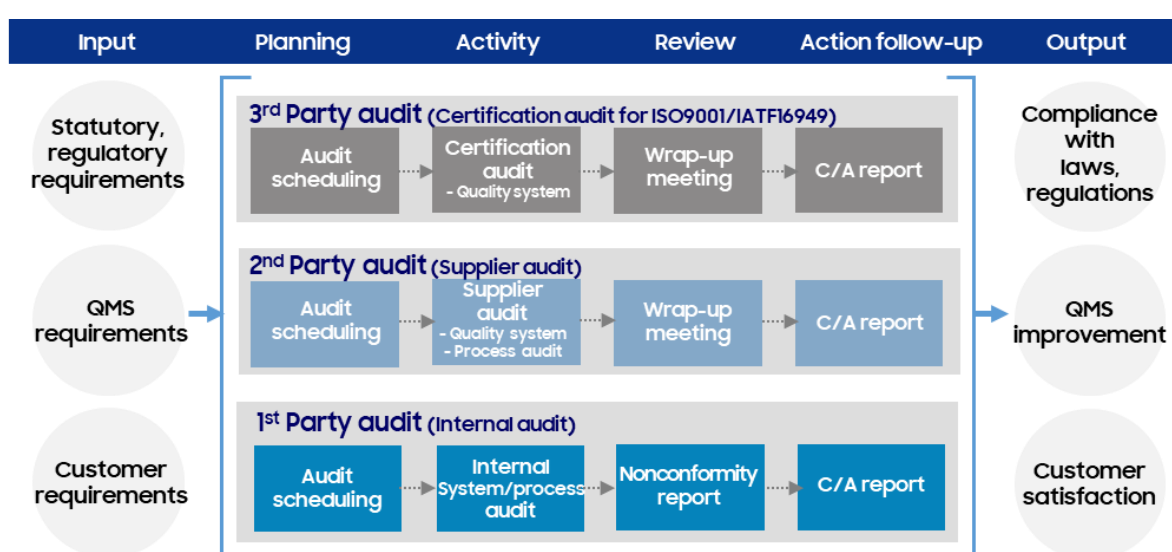 Input Planning Activity Review Action follow-up Output
Statutory,
regulatory
requirements
QMS
requirements
Customer
requirements
3rd Party audit (Certification audit for ISO9001/IATF16949)
Audit
scheduling
Certification
audit
- Quality system
Wrap-up
meeting
C/A report
2nd Party audit (Supplier audit)
Audit
scheduling
Supplier
audit
- Quality system
- Process audit
Wrap-up
meeting
C/A report
1st Party audit (Internal audit)
Audit
scheduling
Internal
System/process
audit
Nonconformity
report
C/A report
Compliance
with
laws,
regulations
QMS
improvement
Customer
satisfaction